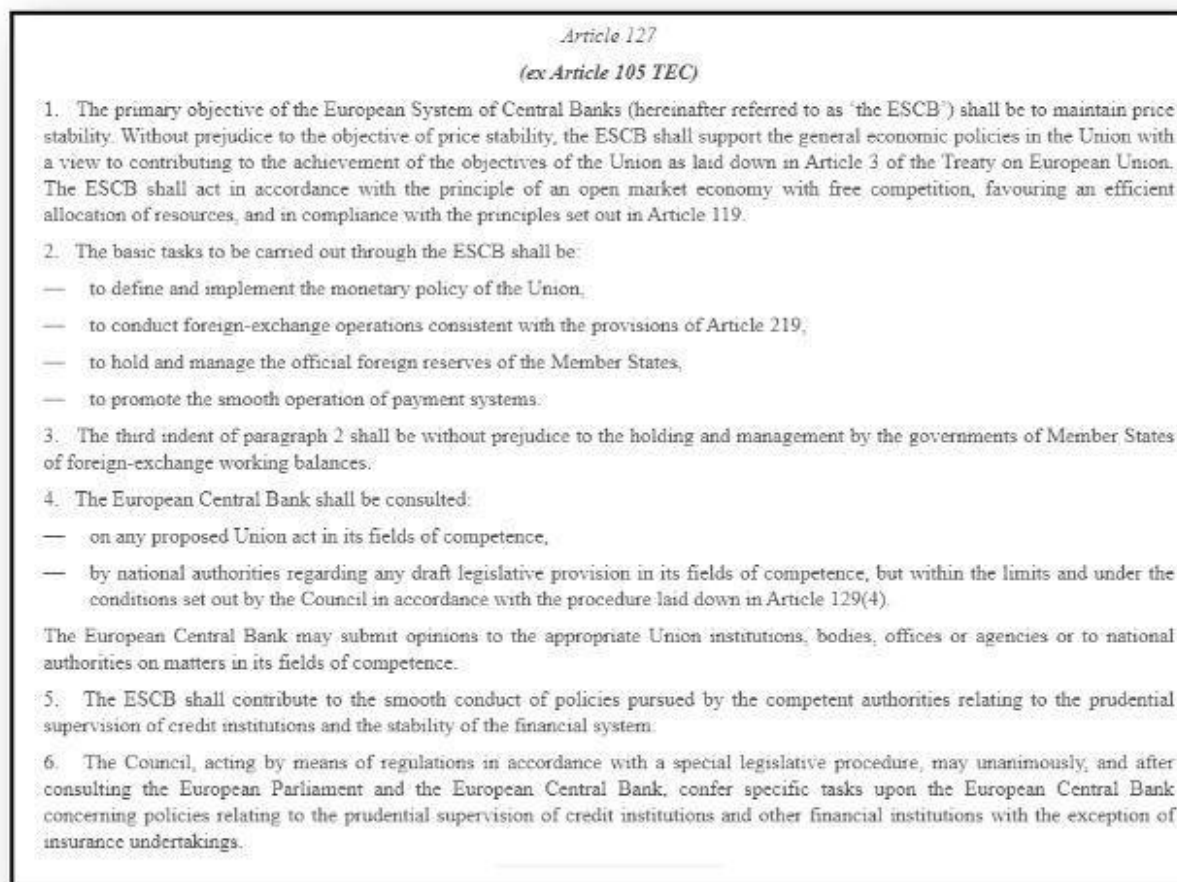 Article 127
(ex Article 105 TEC)
1. The primary objective of the European System of Central Banks (hereinafter referred to as ‘the ESCB’) shall be to maintain price
stability. Without prejudice to the objective of price stability, the ESCB shall support the general economic policies in the Union with
a view to contributing to the achievement of the objectives of the Union as laid down in Article 3 of the Treaty on European Union.
The ESCB shall act in accordance with the principle of an open market economy with free competition, favouring an efficient
allocation of resources, and in compliance with the principles set out in Article 119.
2. The basic tasks to be carried out through the ESCB shall be:
— to define and implement the monetary policy of the Union,
— to conduct foreign-exchange operations consistent with the provisions of Article 219,
— to hold and manage the official foreign reserves of the Member States,
— to promote the smooth operation of payment systems.
3. The third indent of paragraph 2 shall be without prejudice to the holding and management by the governments of Member States
of foreign-exchange working balances.
4. The European Central Bank shall be consulted:
— on any proposed Union act in its fields of competence,
— by national authorities regarding any draft legislative provision in its fields of competence, but within the limits and under the
conditions set out by the Council in accordance with the procedure laid down in Article 129(4).
The European Central Bank may submit opinions to the appropriate Union institutions, bodies, offices or agencies or to national
authorities on matters in its fields of competence.
5. The ESCB shall contribute to the smooth conduct of policies pursued by the competent authorities relating to the prudential
supervision of credit institutions and the stability of the financial system.
6. The Council, acting by means of regulations in accordance with a special legislative procedure, may unanimously, and after
consulting the European Parliament and the European Central Bank, confer specific tasks upon the European Central Bank
concerning policies relating to the prudential supervision of credit institutions and other financial institutions with the exception of
insurance undertakings.